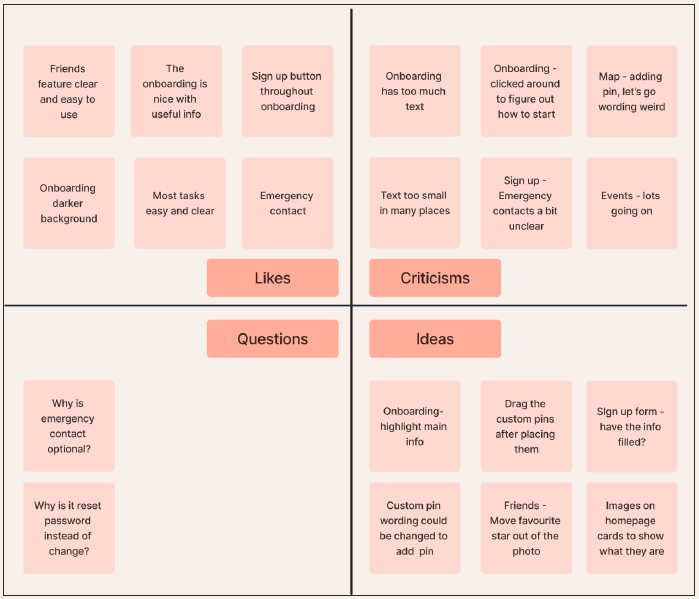 Friends
feature clear
and easy to
use
The
onboarding is
nice with
useful info
Sign up button
throughout
onboarding
Onboarding
darker
background
Most tasks
easy and clear
Emergency
contact
Likes
Onboarding
has too much
text
Onboarding -
clicked around
to figure out
how to start
Map - adding
pin, let's go
wording weird
Text too small
in many places
Sign up -
Emergency
contacts a bit
unclear
Events - lots
going on
Criticisms
Questions
Why is
emergency
contact
optional?
Why is it reset
password
instead of
change?
Ideas
Onboarding-
highlight main
info
Drag the
custom pins
after placing
them
SIgn up form -
have the info
filled?
Custom pin
wording could
be changed to
add  pin
Friends -
Move favourite
star out of the
photo
Images on
homepage
cards to show
what they are